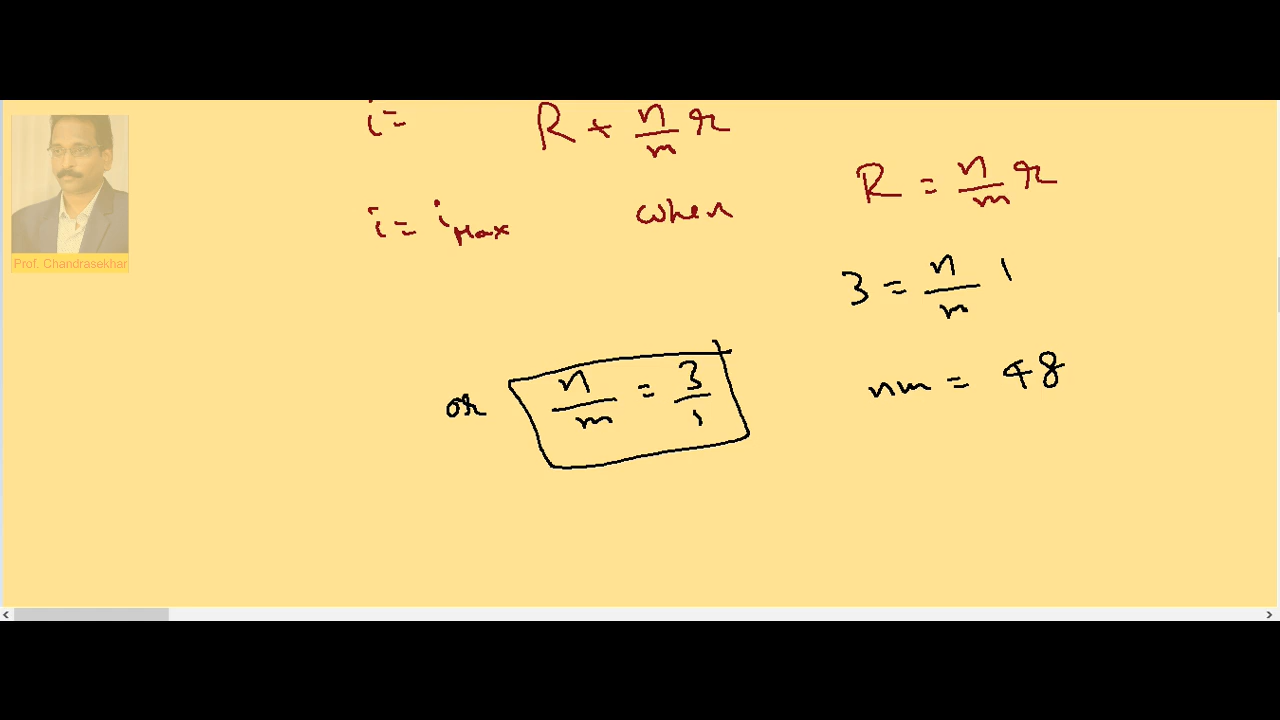 i = R + n/m r
R = n/m r
i = iMax when
3 = n/m 1
or n/m = 3/1
nm = 48
Prof. Chandrasekhar